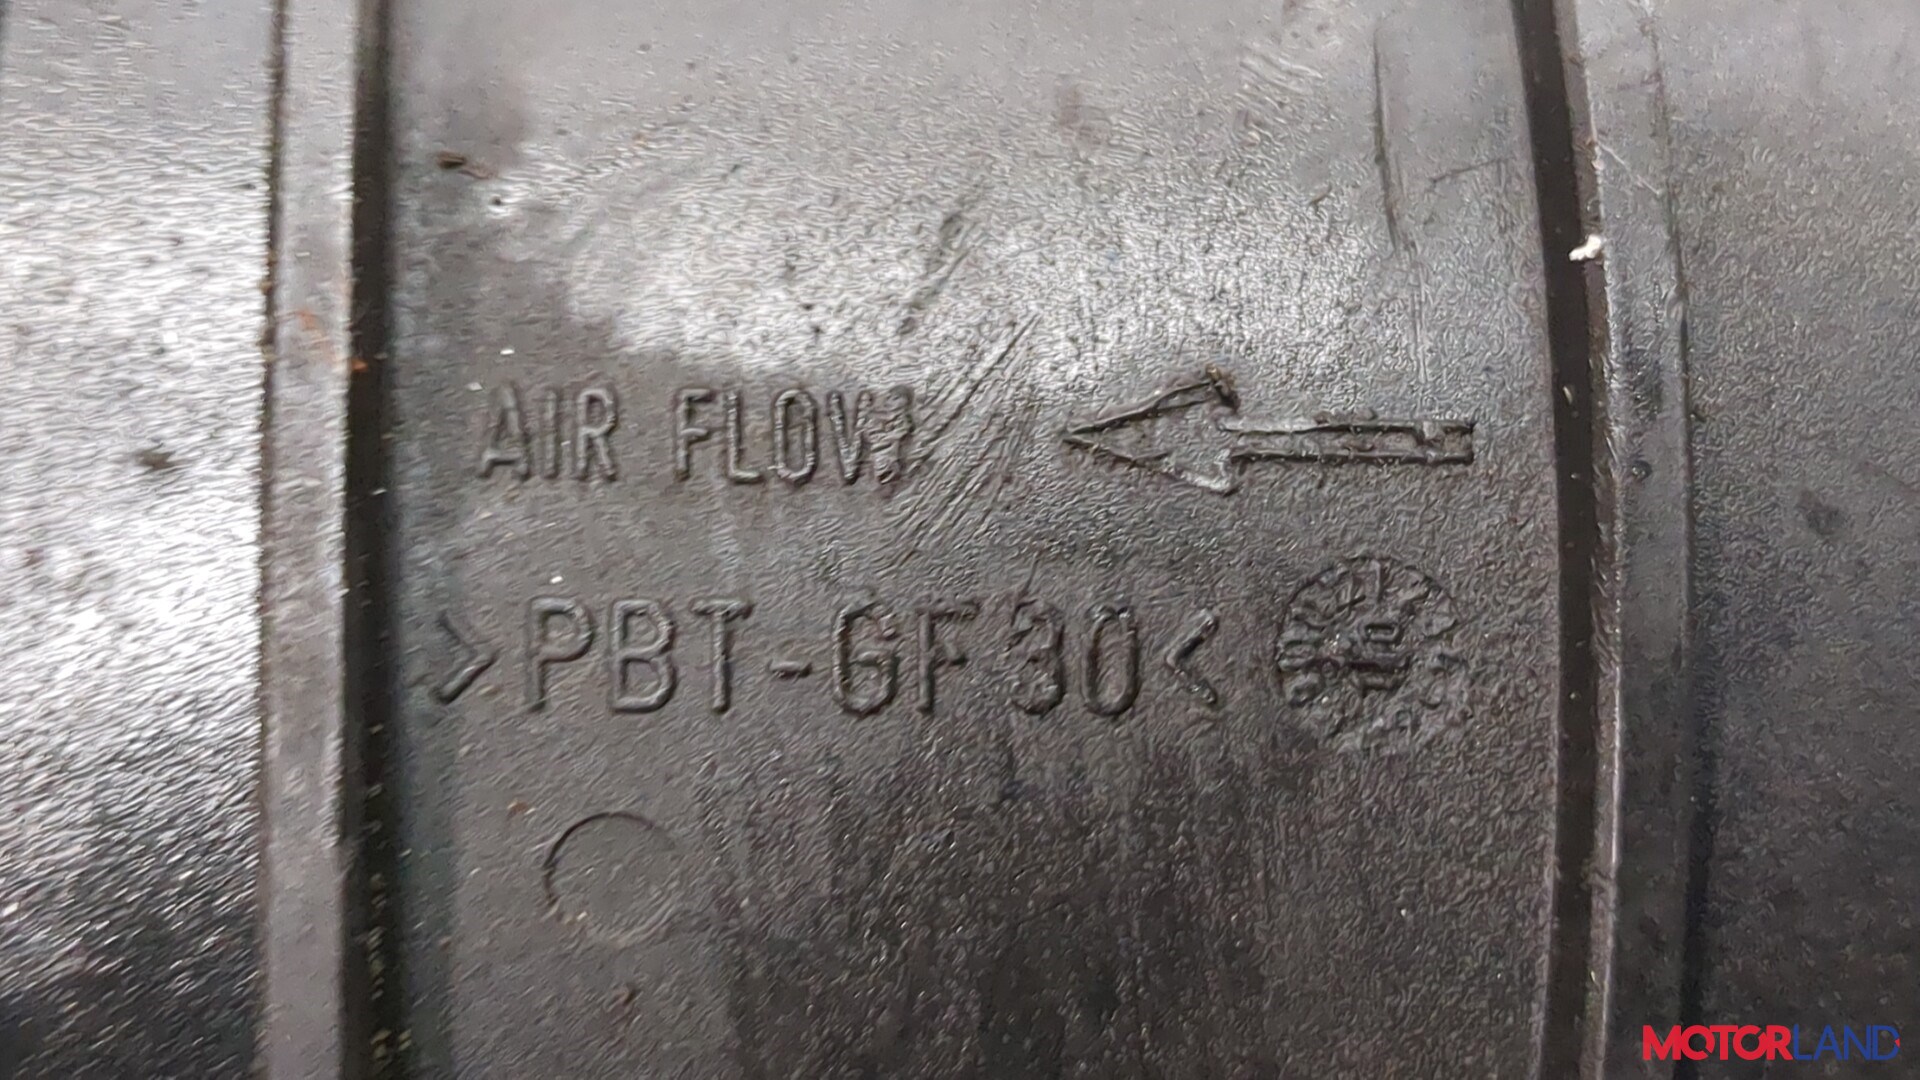 AIR FLOW
>PBT-GF30<
MOTORLAND